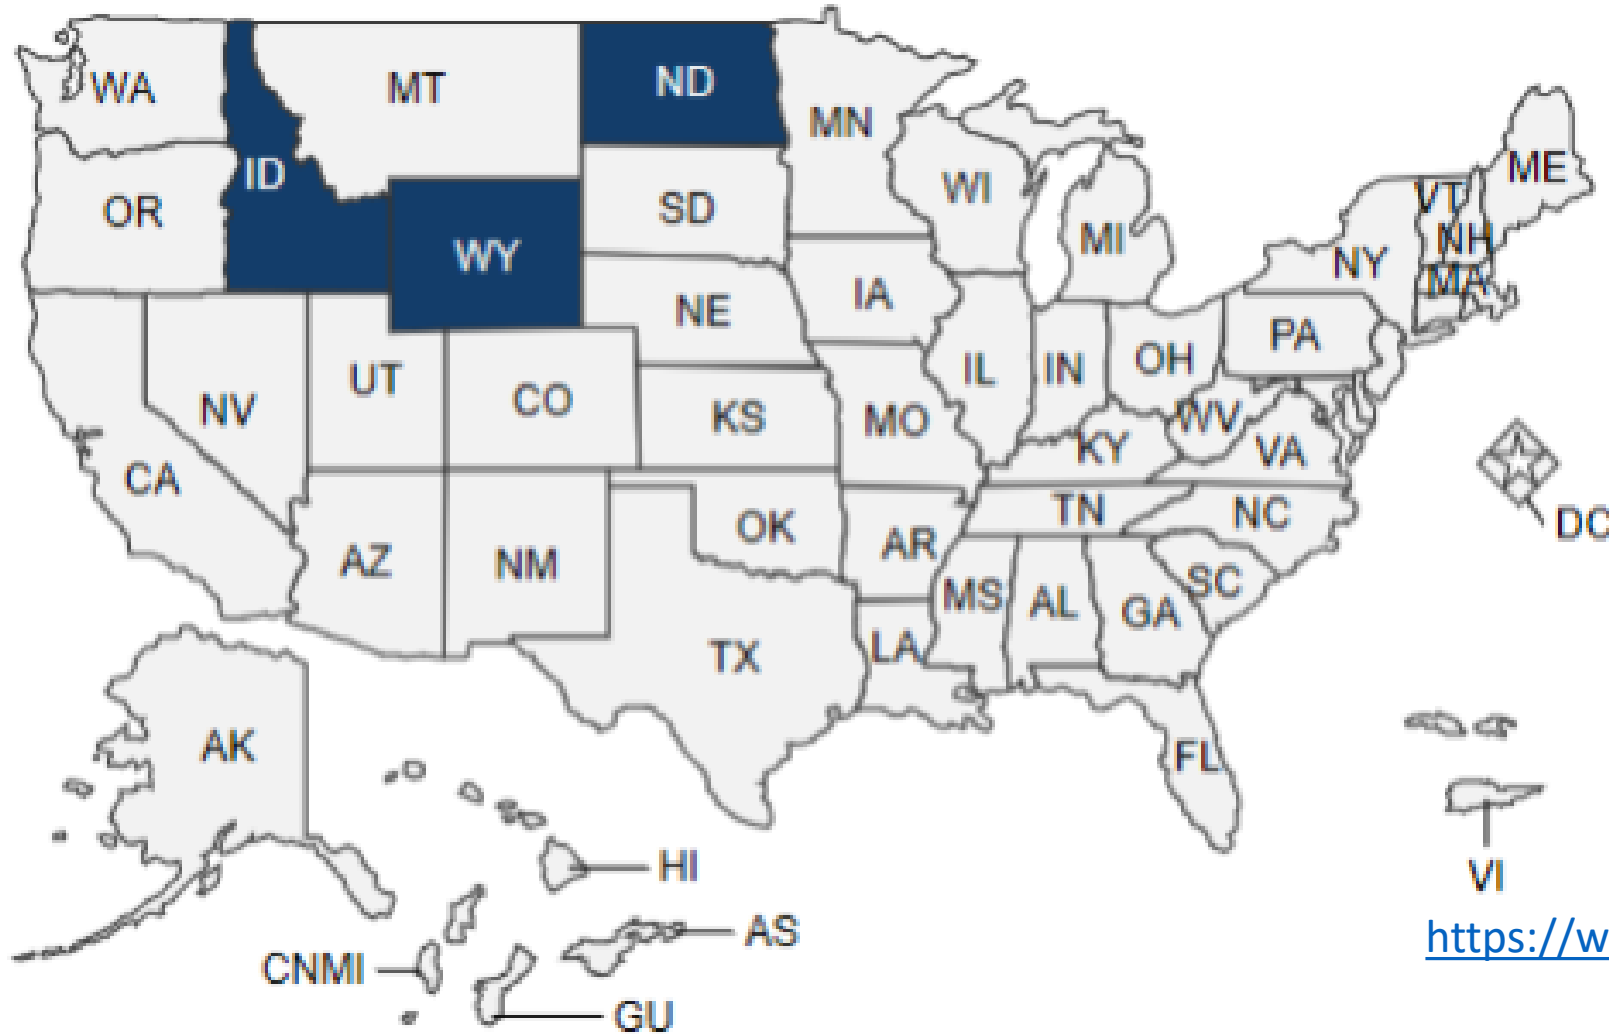 WA
MT
ND
MN
ID
OR
SD
WI
MI
ME
VT
NH
NY
MA
WY
IA
NE
PA
UT
CO
IL
IN
OH
NV
KS
MO
WV
KY
VA
CA
TN
NC
OK
AR
AZ
NM
SC
MS
AL
GA
DC
TX
LA
AK
FL
HI
VI
AS
CNMI
GU
https://w